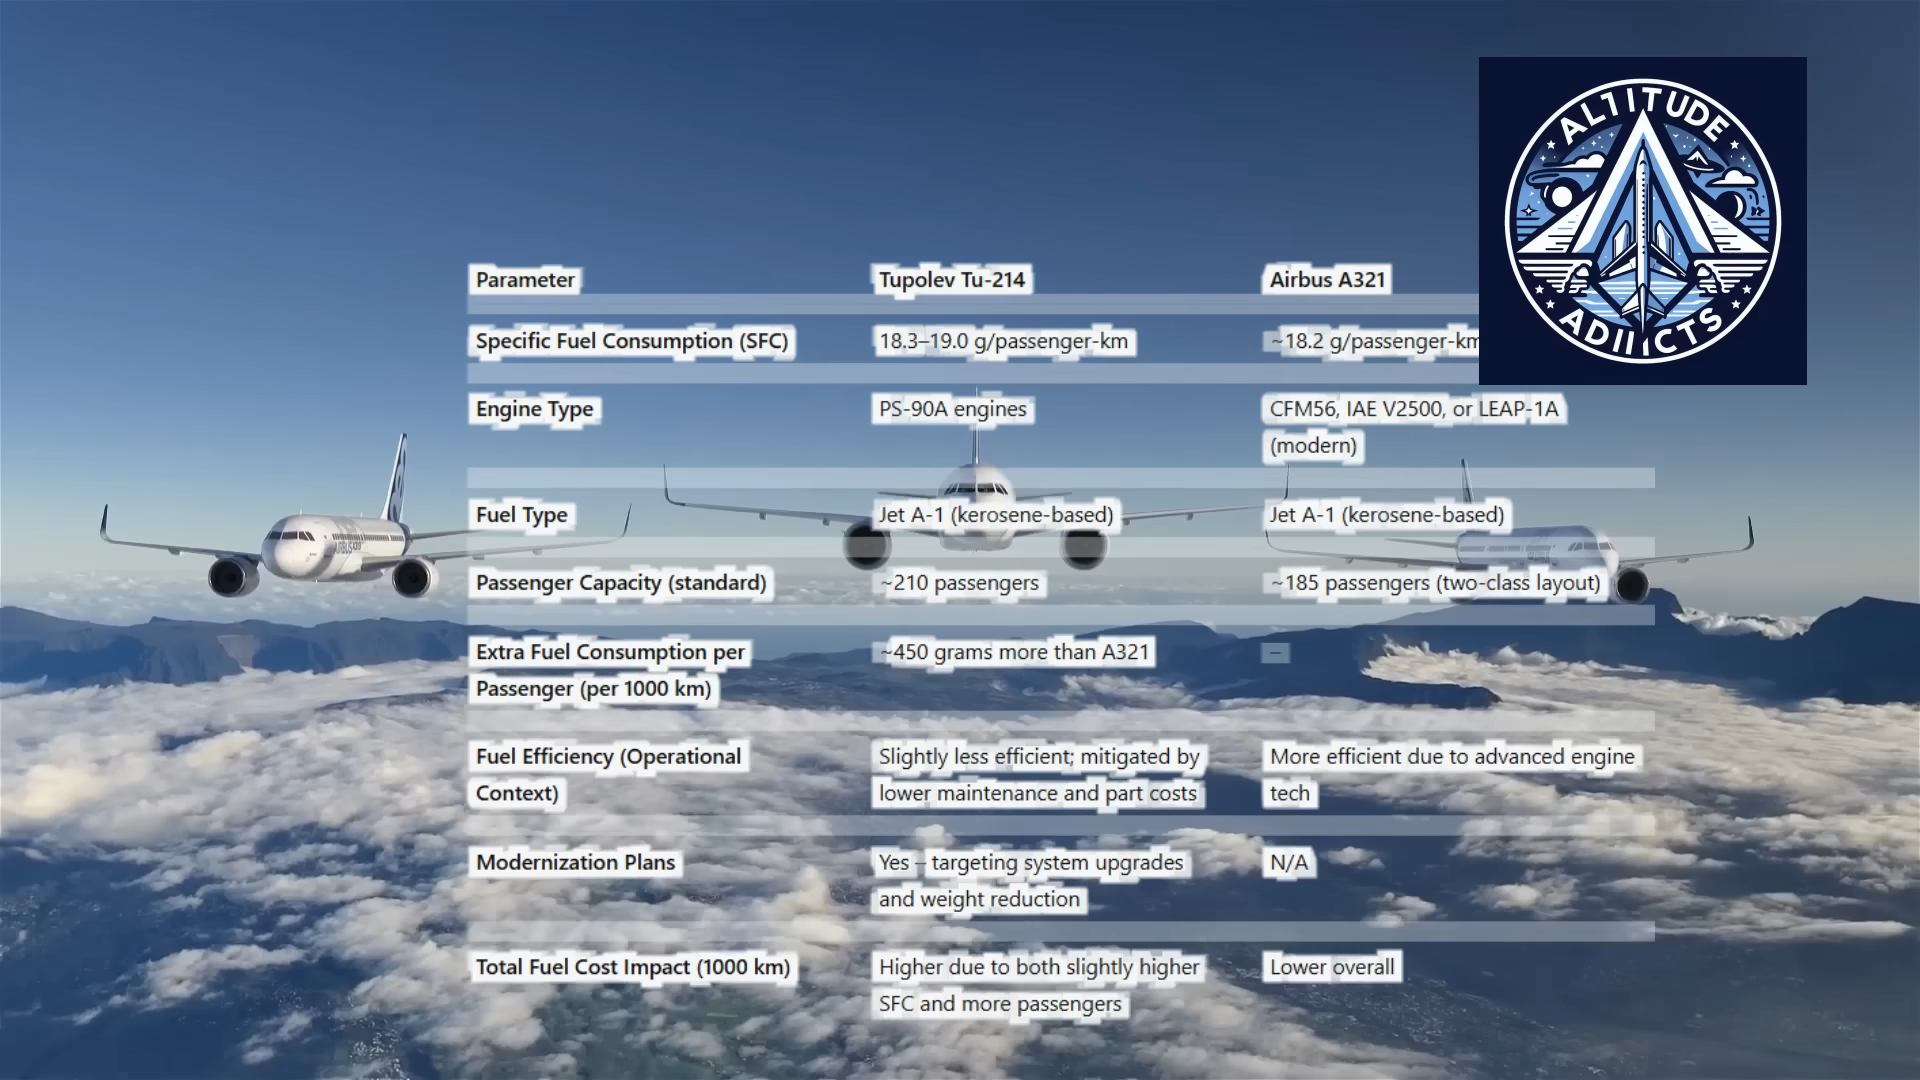 ALTITUDE
ADIICTS
Parameter Tupolev Tu-214 Airbus A321
Specific Fuel Consumption (SFC) 18.3–19.0 g/passenger-km ~18.2 g/passenger-km
Engine Type PS-90A engines CFM56, IAE V2500, or LEAP-1A
(modern)
Fuel Type Jet A-1 (kerosene-based) Jet A-1 (kerosene-based)
Passenger Capacity (standard) ~210 passengers ~185 passengers (two-class layout)
Extra Fuel Consumption per ~450 grams more than A321 –
Passenger (per 1000 km)
Fuel Efficiency (Operational Slightly less efficient; mitigated by More efficient due to advanced engine
Context) lower maintenance and part costs tech
Modernization Plans Yes – targeting system upgrades N/A
and weight reduction
Total Fuel Cost Impact (1000 km) Higher due to both slightly higher Lower overall
SFC and more passengers